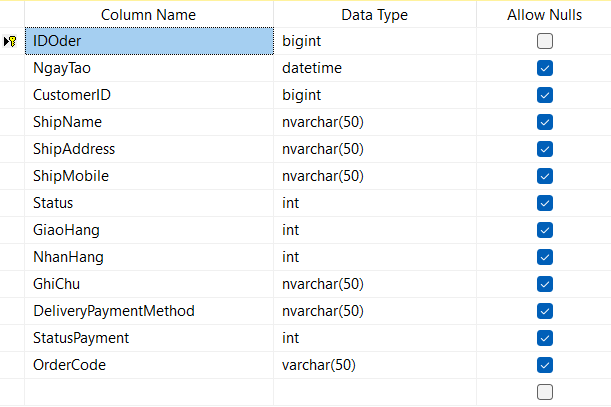 Column Name Data Type Allow Nulls
IDOder bigint
NgayTao datetime
CustomerID bigint
ShipName nvarchar(50)
ShipAddress nvarchar(50)
ShipMobile nvarchar(50)
Status int
GiaoHang int
NhanHang int
GhiChu nvarchar(50)
DeliveryPaymentMethod nvarchar(50)
StatusPayment int
OrderCode varchar(50)